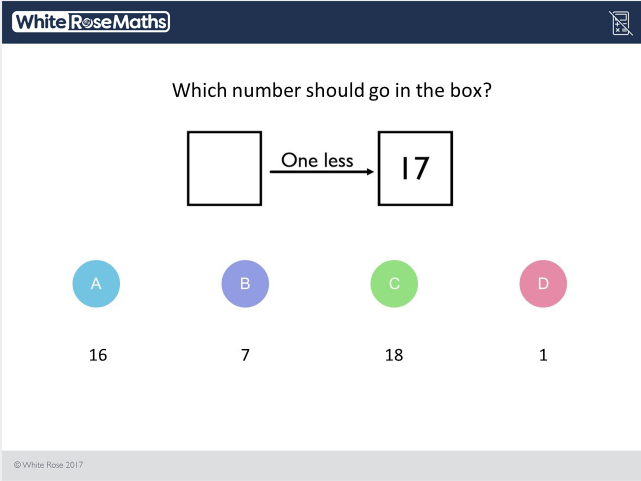 White Rose Maths
Which number should go in the box?
One less
17
A
B
C
D
16
7
18
1
© White Rose 2017